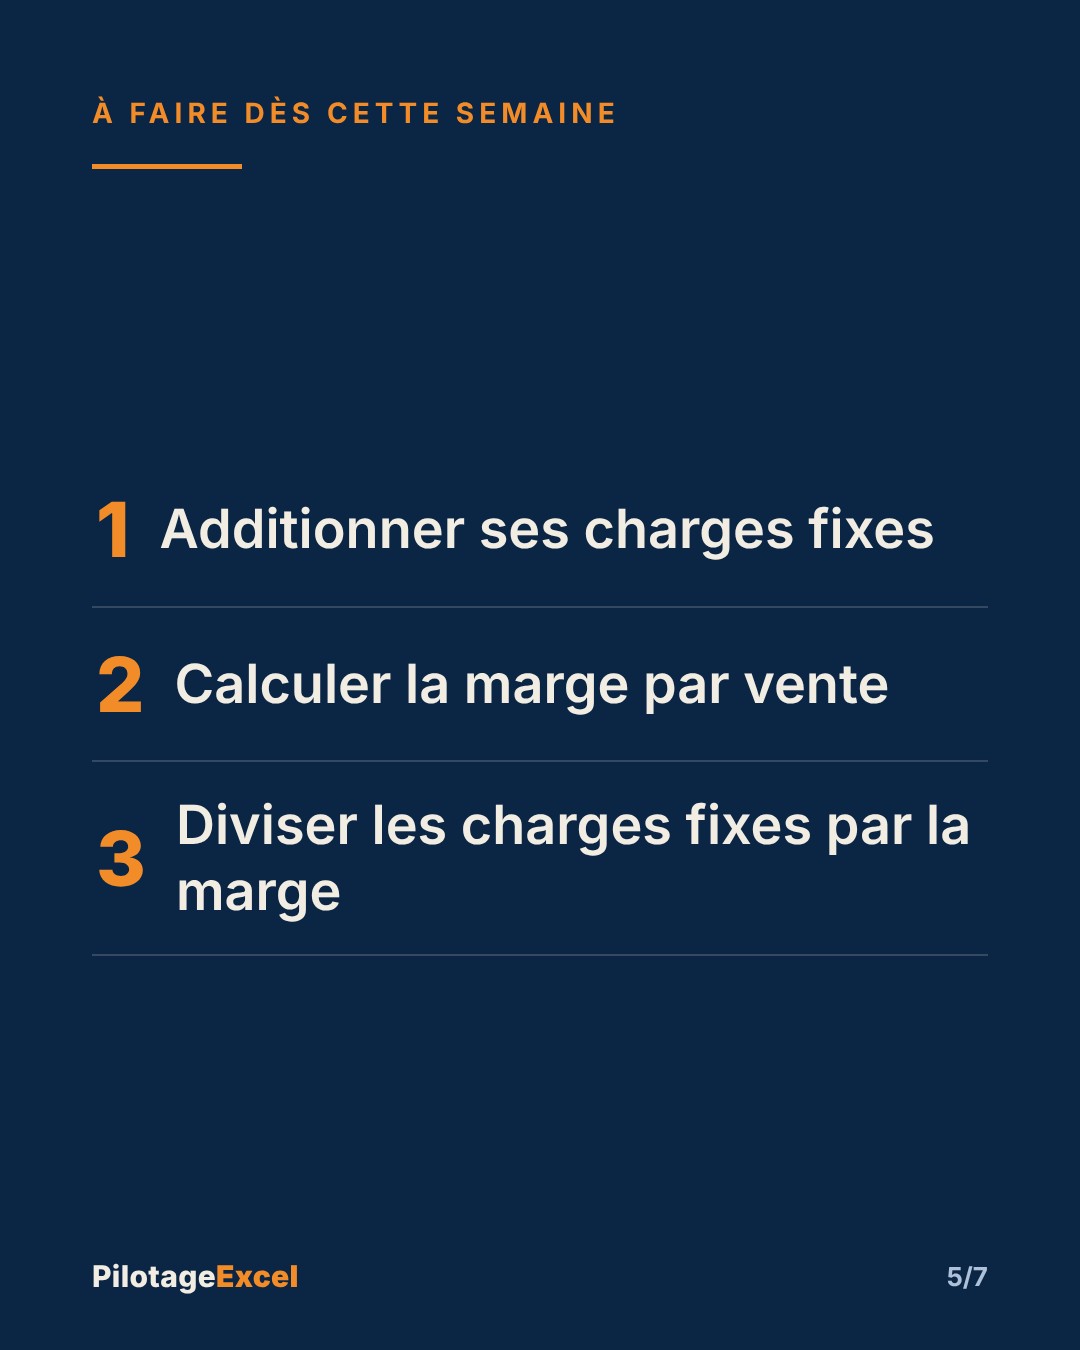 À FAIRE DÈS CETTE SEMAINE
1 Additionner ses charges fixes
2 Calculer la marge par vente
3 Diviser les charges fixes par la
marge
PilotageExcel
5/7